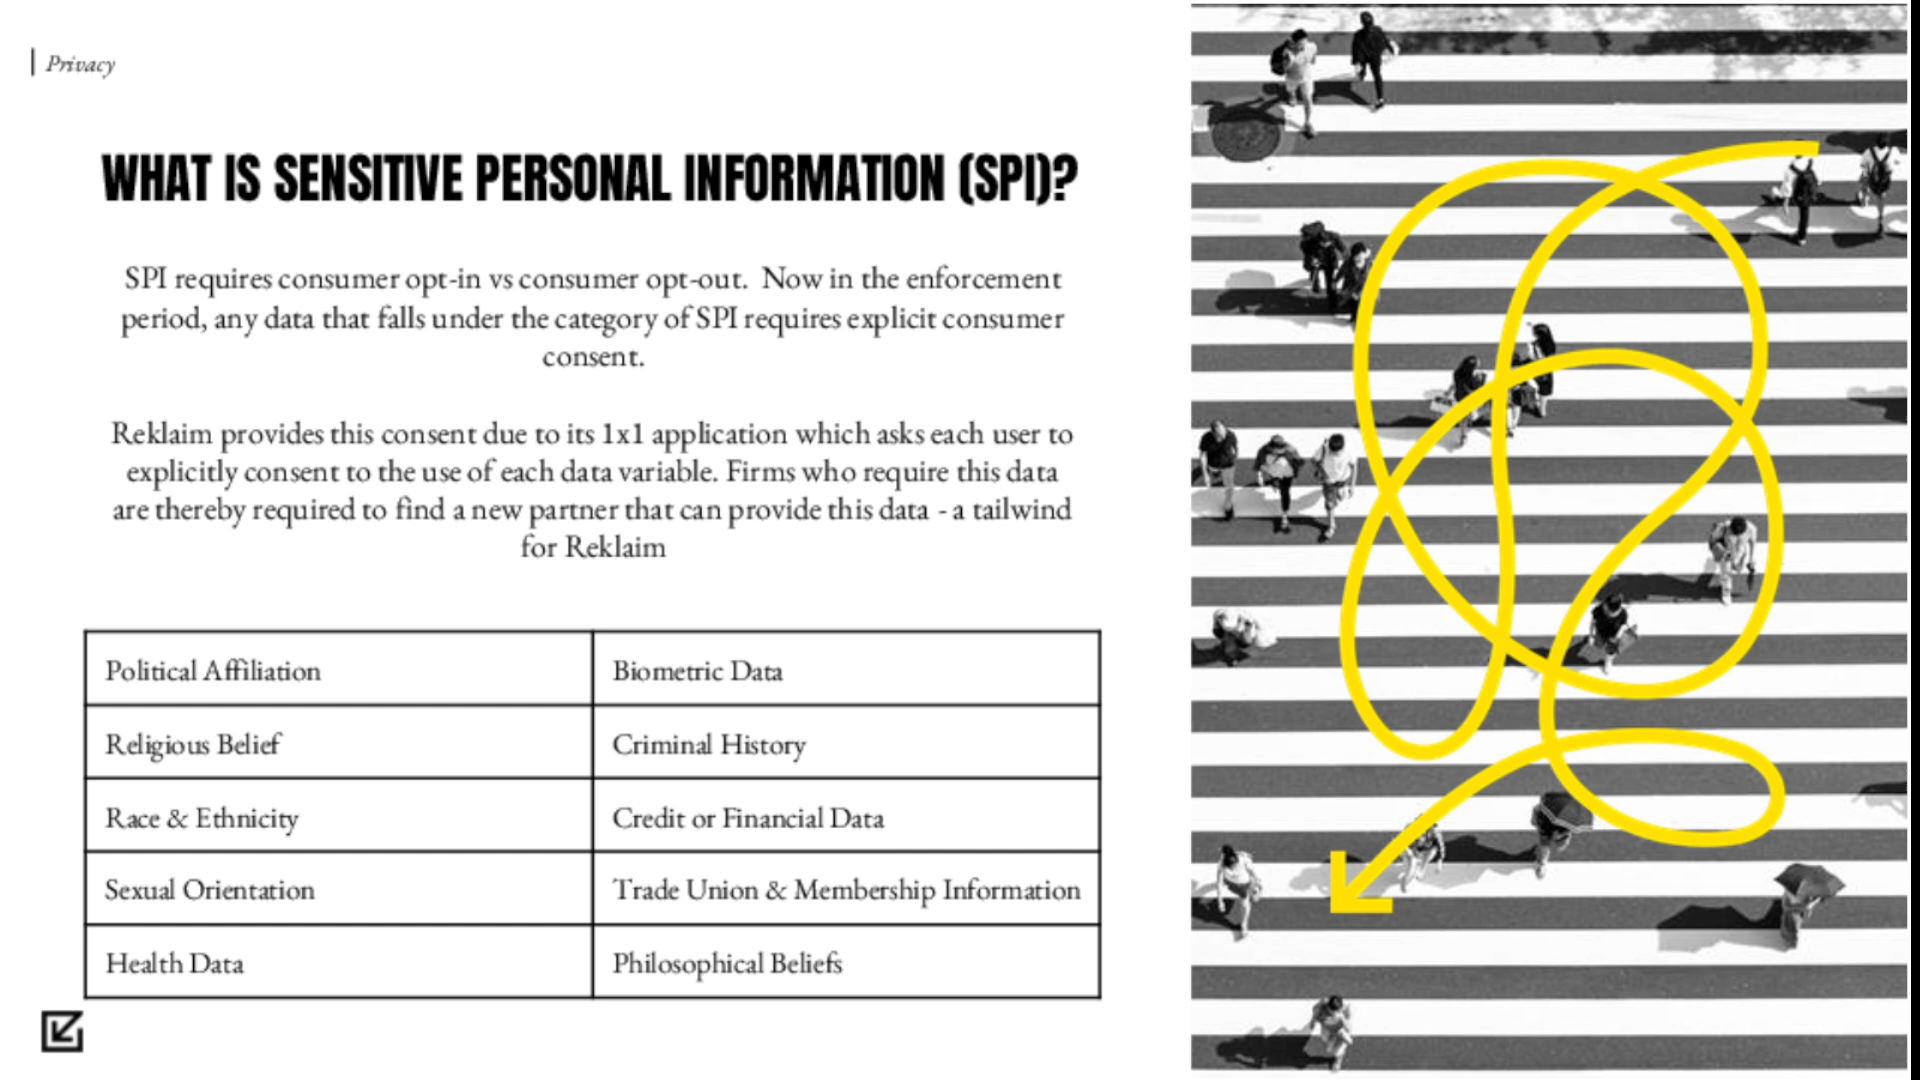 Privacy
WHAT IS SENSITIVE PERSONAL INFORMATION (SPI)?
SPI requires consumer opt-in vs consumer opt-out. Now in the enforcement
period, any data that falls under the category of SPI requires explicit consumer
consent.
Reklaim provides this consent due to its 1x1 application which asks each user to
explicitly consent to the use of each data variable. Firms who require this data
are thereby required to find a new partner that can provide this data - a tailwind
for Reklaim
Political Affiliation
Biometric Data
Religious Belief
Criminal History
Race & Ethnicity
Credit or Financial Data
Sexual Orientation
Trade Union & Membership Information
Health Data
Philosophical Beliefs